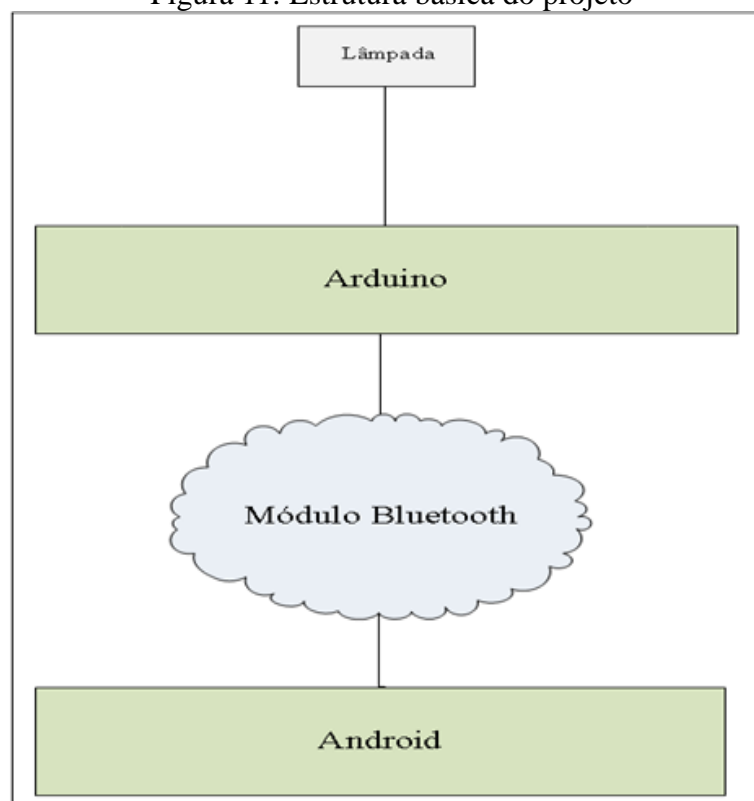 Figura 11: Estrutura básica do projeto
Lâmpada
Arduino
Módulo Bluetooth
Android